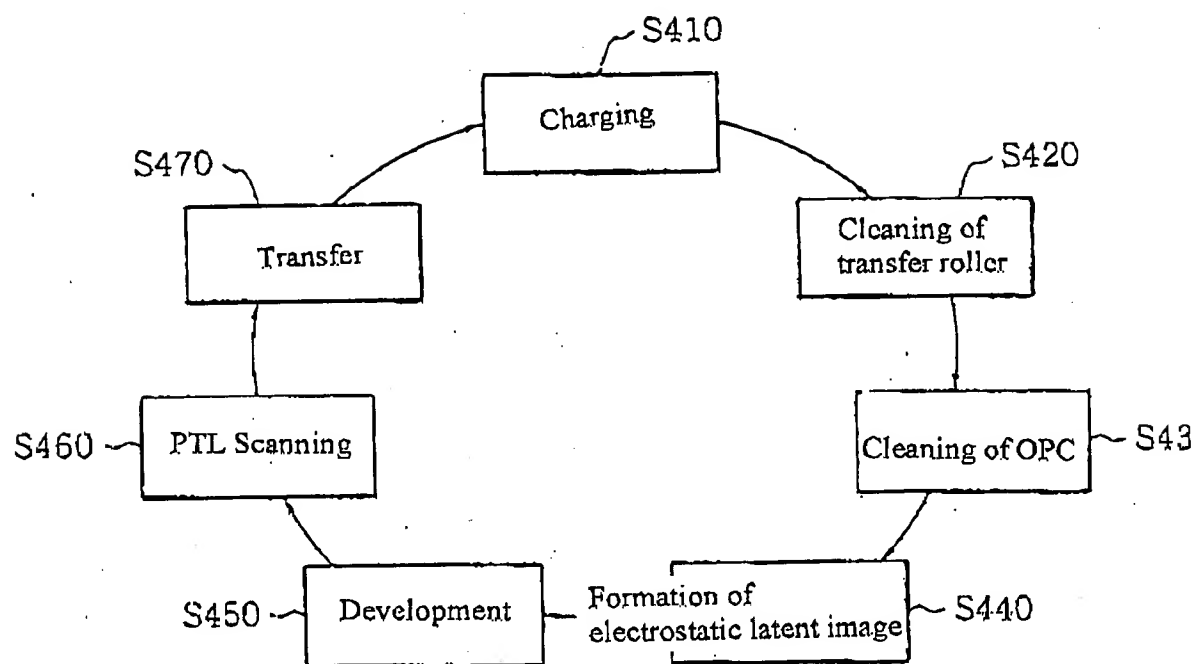 S410
Charging
S420
Cleaning of
transfer roller
S43
Cleaning of OPC
S440
Formation of
electrostatic latent image
S450
Development
S460
PTL Scanning
S470
Transfer